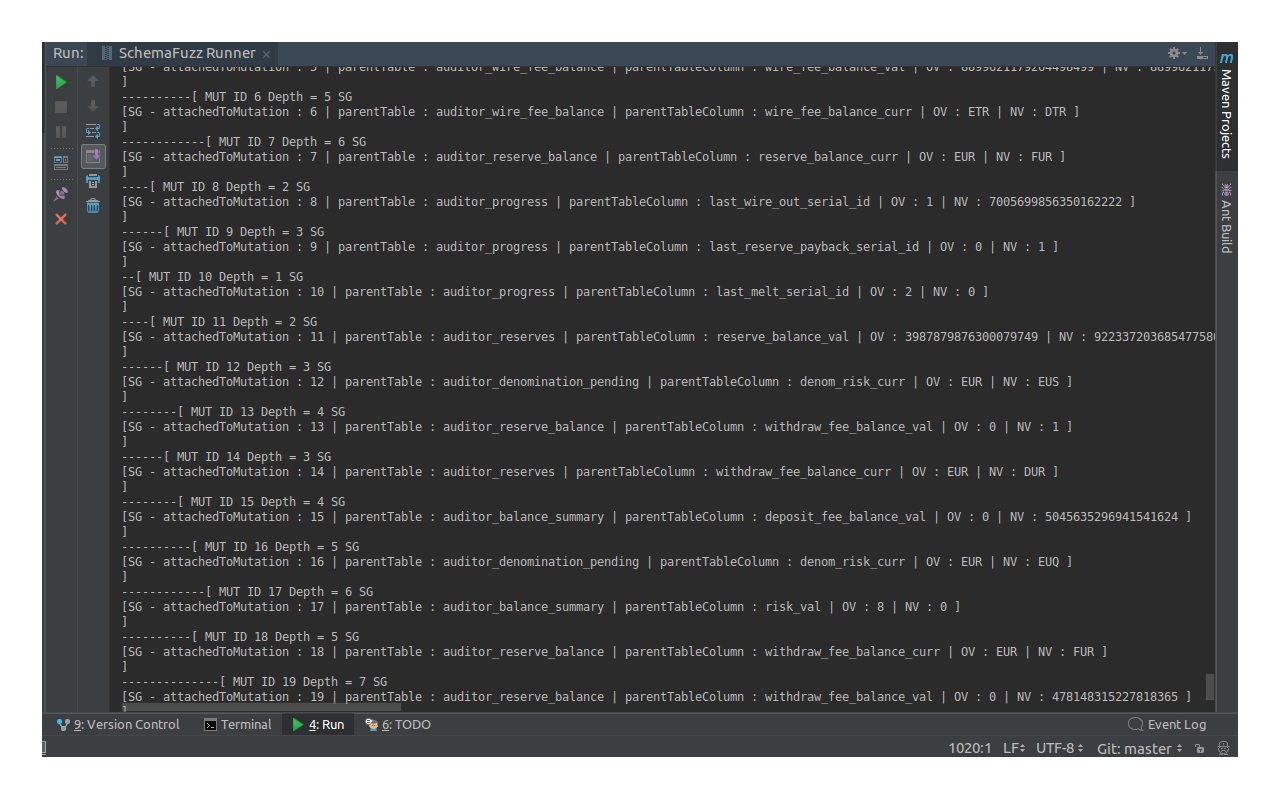 Run: SchemaFuzz Runner
[SG - attachedToMutation : 5 | parentTable : auditor_wire_fee_balance | parentTableColumn : wire_fee_balance_val | OV : 8899621179204498499 | NV :
]
----------[ MUT ID 6 Depth = 5 SG
[SG - attachedToMutation : 6 | parentTable : auditor_wire_fee_balance | parentTableColumn : wire_fee_balance_curr | OV : ETR | NV : DTR ]
]
------------[ MUT ID 7 Depth = 6 SG
[SG - attachedToMutation : 7 | parentTable : auditor_reserve_balance | parentTableColumn : reserve_balance_curr | OV : EUR | NV : FUR ]
]
----[ MUT ID 8 Depth = 2 SG
[SG - attachedToMutation : 8 | parentTable : auditor_progress | parentTableColumn : last_wire_out_serial_id | OV : 1 | NV : 7005699856350162222 ]
]
------[ MUT ID 9 Depth = 3 SG
[SG - attachedToMutation : 9 | parentTable : auditor_progress | parentTableColumn : last_reserve_payback_serial_id | OV : 0 | NV : 1 ]
]
--[ MUT ID 10 Depth = 1 SG
[SG - attachedToMutation : 10 | parentTable : auditor_progress | parentTableColumn : last_melt_serial_id | OV : 2 | NV : 0 ]
]
----[ MUT ID 11 Depth = 2 SG
[SG - attachedToMutation : 11 | parentTable : auditor_reserves | parentTableColumn : reserve_balance_val | OV : 3987879876300079749 | NV : 922337203685477580
]
------[ MUT ID 12 Depth = 3 SG
[SG - attachedToMutation : 12 | parentTable : auditor_denomination_pending | parentTableColumn : denom_risk_curr | OV : EUR | NV : EUS ]
]
--------[ MUT ID 13 Depth = 4 SG
[SG - attachedToMutation : 13 | parentTable : auditor_reserve_balance | parentTableColumn : withdraw_fee_balance_val | OV : 0 | NV : 1 ]
]
------[ MUT ID 14 Depth = 3 SG
[SG - attachedToMutation : 14 | parentTable : auditor_reserves | parentTableColumn : withdraw_fee_balance_curr | OV : EUR | NV : DUR ]
]
--------[ MUT ID 15 Depth = 4 SG
[SG - attachedToMutation : 15 | parentTable : auditor_balance_summary | parentTableColumn : deposit_fee_balance_val | OV : 0 | NV : 5045635296941541624 ]
]
----------[ MUT ID 16 Depth = 5 SG
[SG - attachedToMutation : 16 | parentTable : auditor_denomination_pending | parentTableColumn : denom_risk_curr | OV : EUR | NV : EUQ ]
]
------------[ MUT ID 17 Depth = 6 SG
[SG - attachedToMutation : 17 | parentTable : auditor_balance_summary | parentTableColumn : risk_val | OV : 8 | NV : 0 ]
]
----------[ MUT ID 18 Depth = 5 SG
[SG - attachedToMutation : 18 | parentTable : auditor_reserve_balance | parentTableColumn : withdraw_fee_balance_curr | OV : EUR | NV : FUR ]
]
--------------[ MUT ID 19 Depth = 7 SG
[SG - attachedToMutation : 19 | parentTable : auditor_reserve_balance | parentTableColumn : withdraw_fee_balance_val | OV : 0 | NV : 478148315227818365 ]
]
m Maven Projects
Ant Build
9: Version Control Terminal 4: Run 6: TODO Event Log
1020:1 LF UTF-8 Git: master